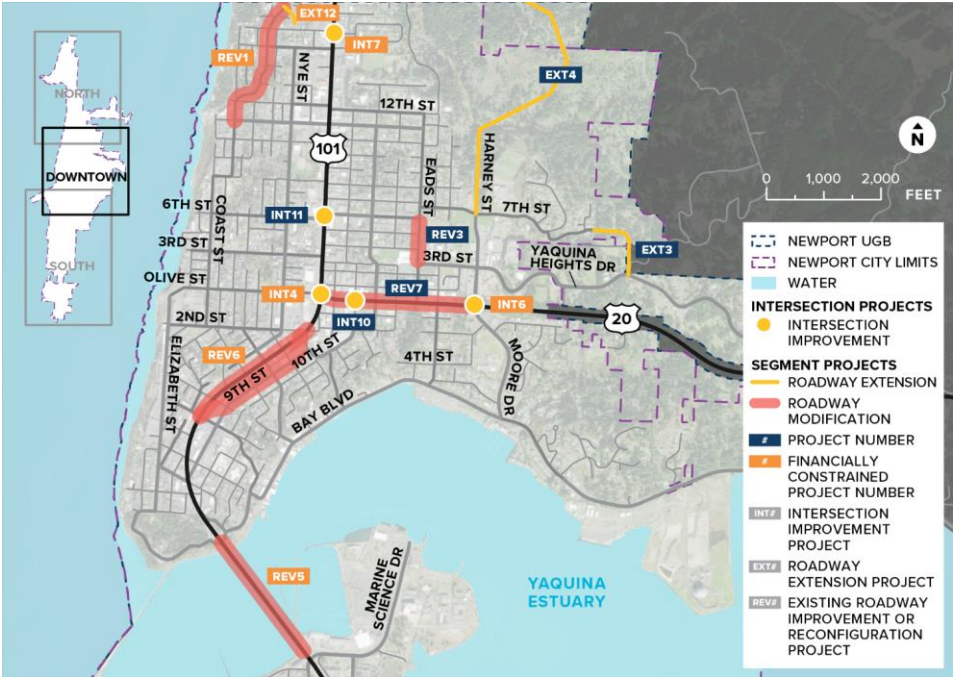 EXT12
INT7
REV1
NYE ST
EXT4
12TH ST
101
HARNEY ST
EADS ST
COAST ST
6TH ST
INT11
7TH ST
REV3
3RD ST
3RD ST
YAQUINA
HEIGHTS DR
EXT3
OLIVE ST
INT4
REV7
INT6
20
2ND ST
INT10
REV6
10TH ST
9TH ST
4TH ST
MOORE DR
ELIZABETH ST
BAY BLVD
REV5
MARINE
SCIENCE DR
YAQUINA
ESTUARY
NORTH
DOWNTOWN
SOUTH
N
0 1,000 2,000
FEET
NEWPORT UGB
NEWPORT CITY LIMITS
WATER
INTERSECTION PROJECTS
INTERSECTION
IMPROVEMENT
SEGMENT PROJECTS
ROADWAY EXTENSION
ROADWAY
MODIFICATION
# PROJECT NUMBER
# FINANCIALLY
CONSTRAINED
PROJECT NUMBER
INT# INTERSECTION
IMPROVEMENT
PROJECT
EXT# ROADWAY
EXTENSION PROJECT
REV# EXISTING ROADWAY
IMPROVEMENT OR
RECONFIGURATION
PROJECT